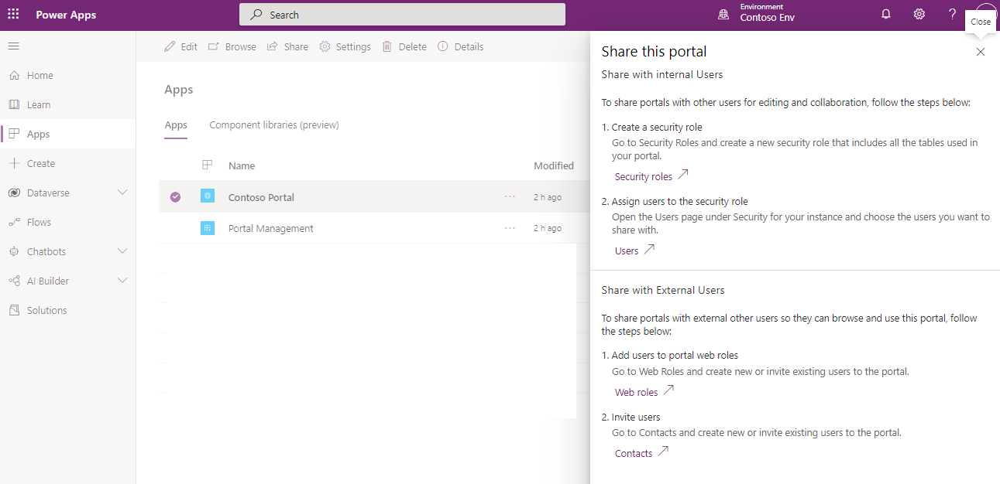 Power Apps
Search
Environment
Contoso Env
?
Close
Edit
Browse
Share
Settings
Delete
Details
Home
Learn
Apps
Create
Dataverse
Flows
Chatbots
AI Builder
Solutions
Apps
Apps
Component libraries (preview)
Name
Modified
Contoso Portal
···
2 h ago
Portal Management
···
2 h ago
Share this portal
Share with internal Users
To share portals with other users for editing and collaboration, follow the steps below:
1. Create a security role
Go to Security Roles and create a new security role that includes all the tables used in
your portal.
Security roles
2. Assign users to the security role
Open the Users page under Security for your instance and choose the users you want to
share with.
Users
Share with External Users
To share portals with external other users so they can browse and use this portal, follow
the steps below:
1. Add users to portal web roles
Go to Web Roles and create new or invite existing users to the portal.
Web roles
2. Invite users
Go to Contacts and create new or invite existing users to the portal.
Contacts